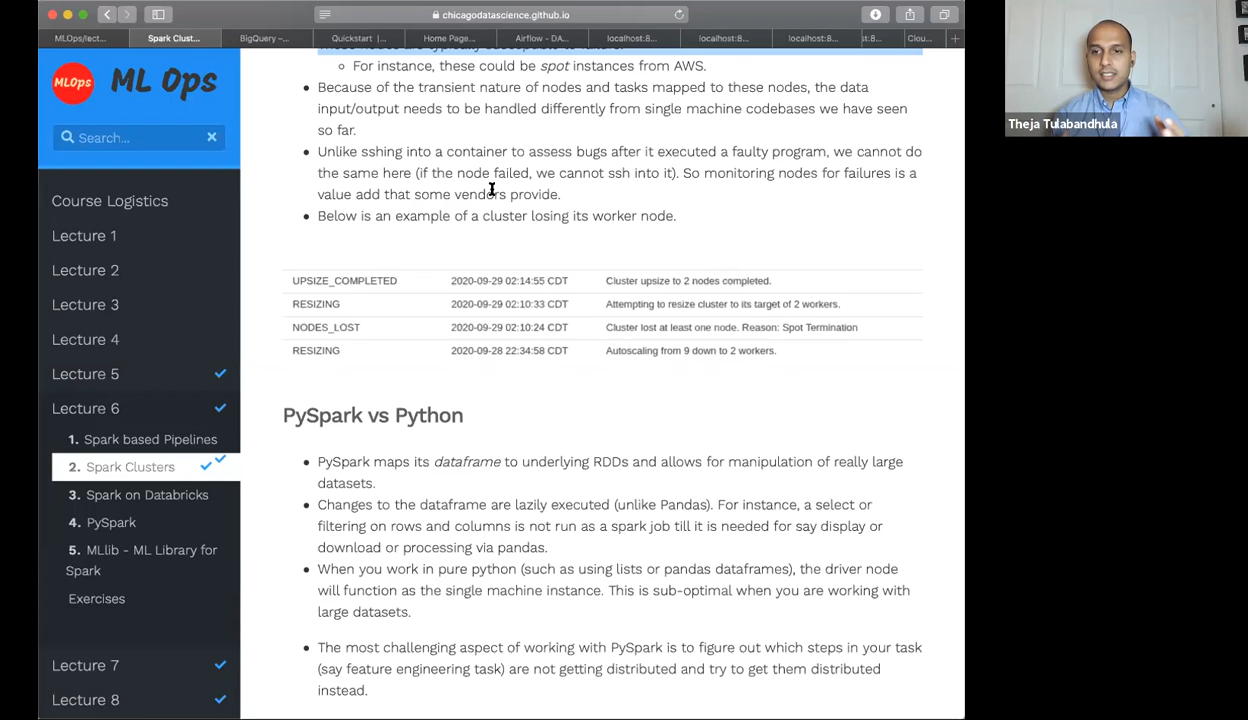 chicagodatascience.github.io
MLOps/lect...
Spark Clust...
BigQuery –...
Quickstart |...
Home Page...
Airflow - DA...
localhost:8...
localhost:8...
localhost:8...
st:8...
Clou...
MLOps
ML Ops
Search...
Course Logistics
Lecture 1
Lecture 2
Lecture 3
Lecture 4
Lecture 5
Lecture 6
1. Spark based Pipelines
2. Spark Clusters
3. Spark on Databricks
4. PySpark
5. MLlib - ML Library for
Spark
Exercises
Lecture 7
Lecture 8
For instance, these could be spot instances from AWS.
Because of the transient nature of nodes and tasks mapped to these nodes, the data
input/output needs to be handled differently from single machine codebases we have seen
so far.
Unlike sshing into a container to assess bugs after it executed a faulty program, we cannot do
the same here (if the node failed, we cannot ssh into it). So monitoring nodes for failures is a
value add that some vendors provide.
Below is an example of a cluster losing its worker node.
UPSIZE_COMPLETED 2020-09-29 02:14:55 CDT Cluster upsize to 2 nodes completed.
RESIZING 2020-09-29 02:10:33 CDT Attempting to resize cluster to its target of 2 workers.
NODES_LOST 2020-09-29 02:10:24 CDT Cluster lost at least one node. Reason: Spot Termination
RESIZING 2020-09-28 22:34:58 CDT Autoscaling from 9 down to 2 workers.
PySpark vs Python
PySpark maps its dataframe to underlying RDDs and allows for manipulation of really large
datasets.
Changes to the dataframe are lazily executed (unlike Pandas). For instance, a select or
filtering on rows and columns is not run as a spark job till it is needed for say display or
download or processing via pandas.
When you work in pure python (such as using lists or pandas dataframes), the driver node
will function as the single machine instance. This is sub-optimal when you are working with
large datasets.
The most challenging aspect of working with PySpark is to figure out which steps in your task
(say feature engineering task) are not getting distributed and try to get them distributed
instead.
Theja Tulabandhula